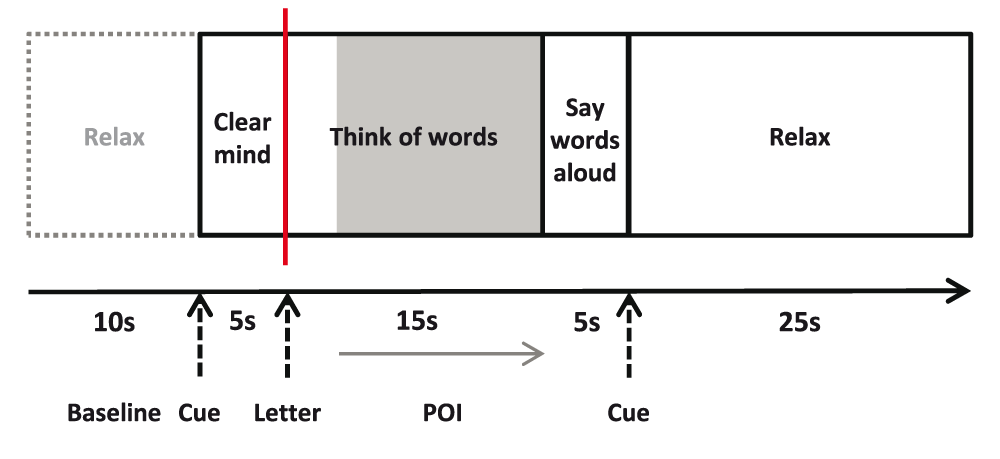 Relax
Clear
mind
Think of words
Say
words
aloud
Relax
10s
5s
15s
5s
25s
Baseline
Cue
Letter
POI
Cue